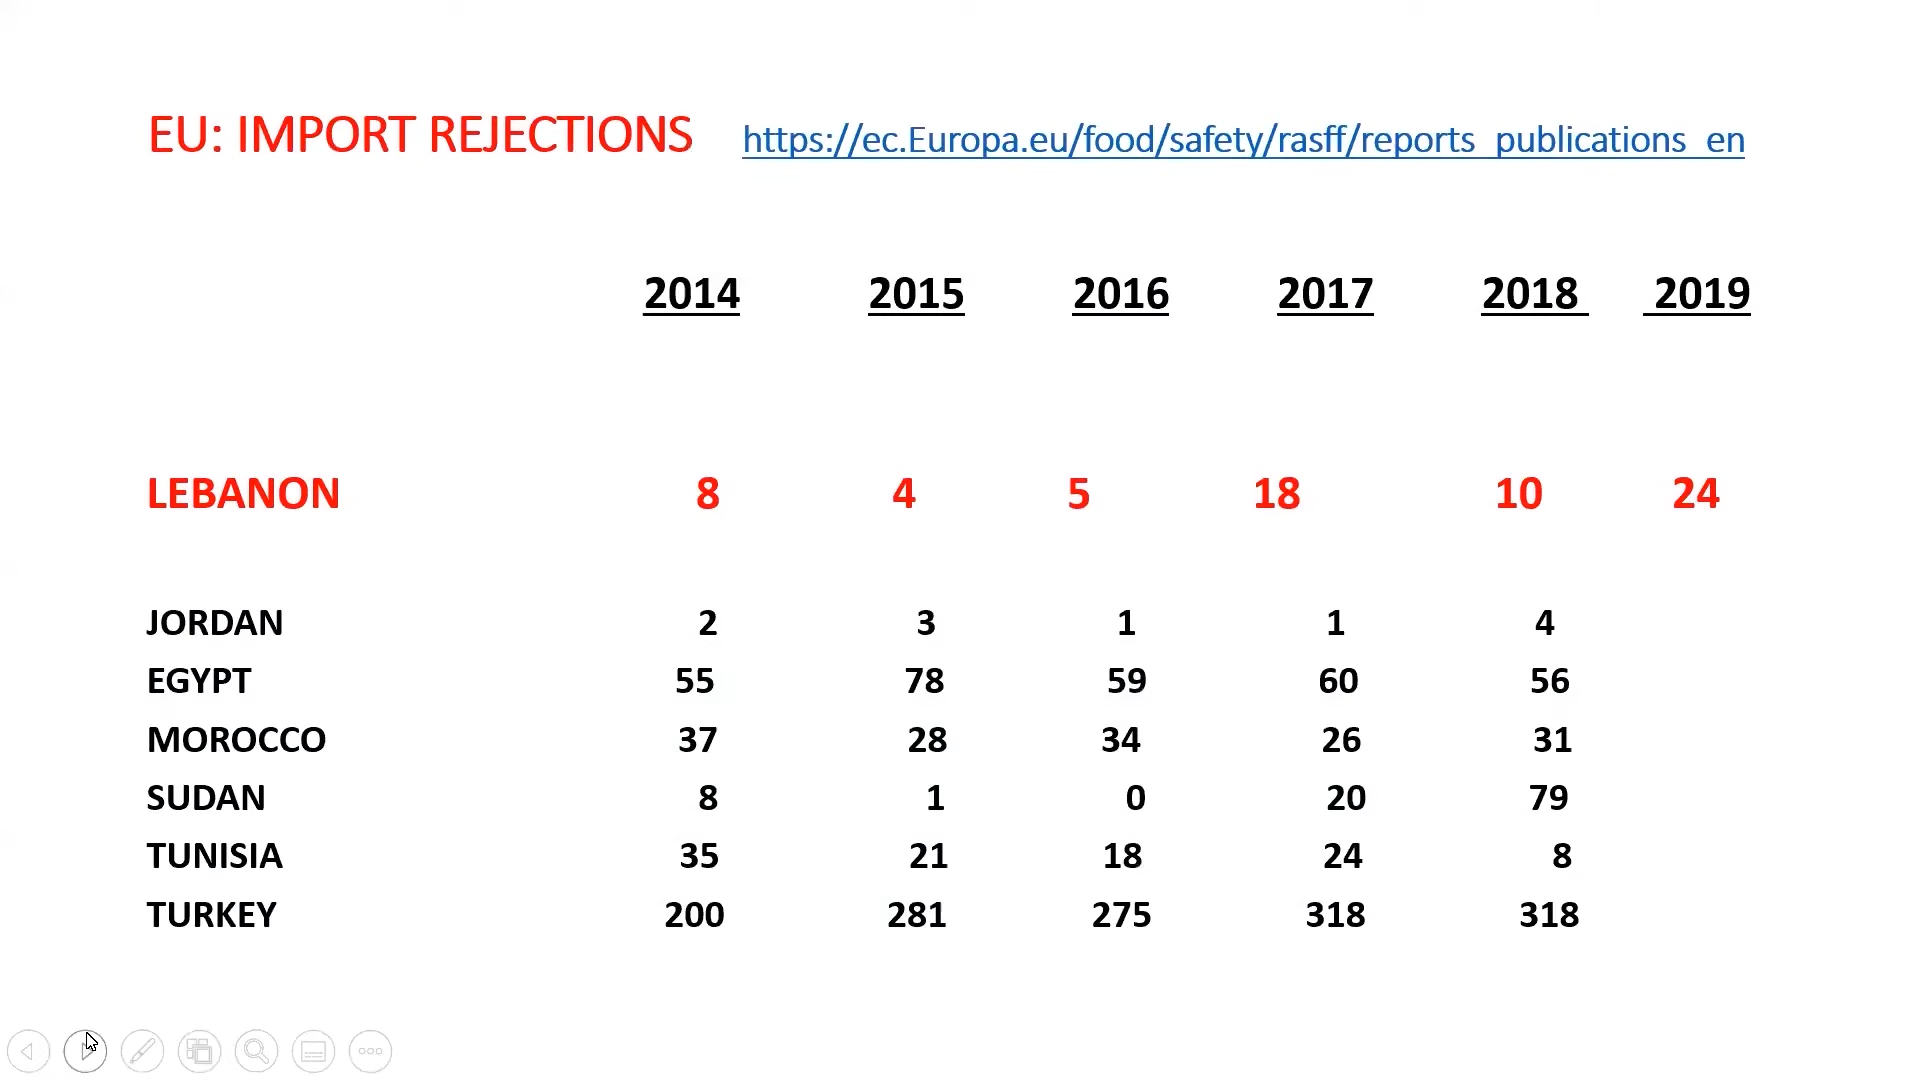 EU: IMPORT REJECTIONS https://ec.Europa.eu/food/safety/rasff/reports_publications_en
2014 2015 2016 2017 2018 2019
LEBANON 8 4 5 18 10 24
JORDAN 2 3 1 1 4
EGYPT 55 78 59 60 56
MOROCCO 37 28 34 26 31
SUDAN 8 1 0 20 79
TUNISIA 35 21 18 24 8
TURKEY 200 281 275 318 318